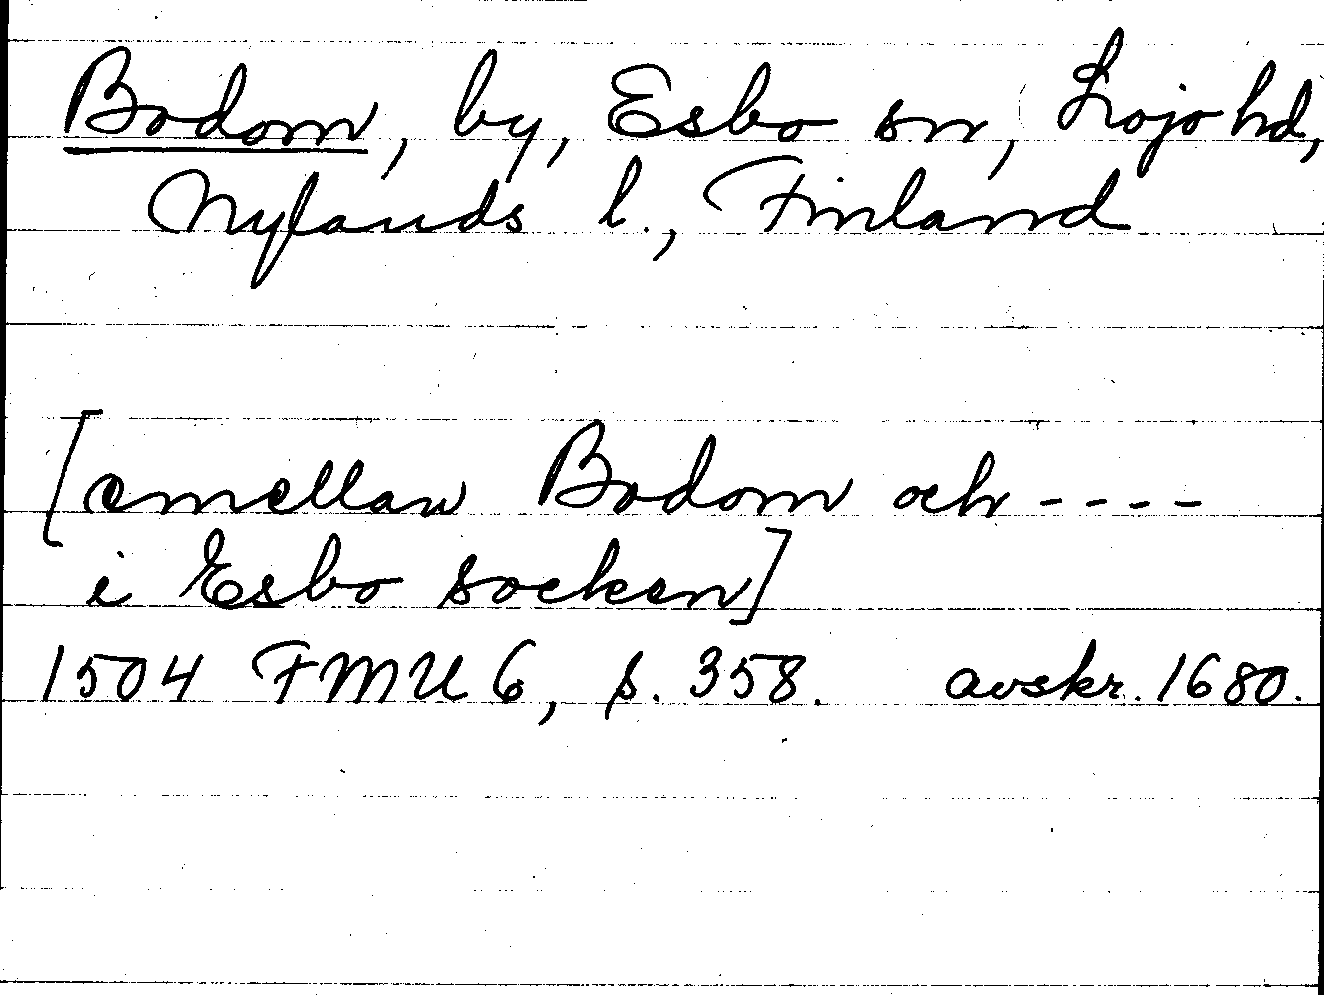 Bodom, by, Esbo sn, Lojo hd,
Nylands l., Finland
[emellan Bodom och ----
i Esbo socken]
1504 FMU 6, s. 358. avskr. 1680.